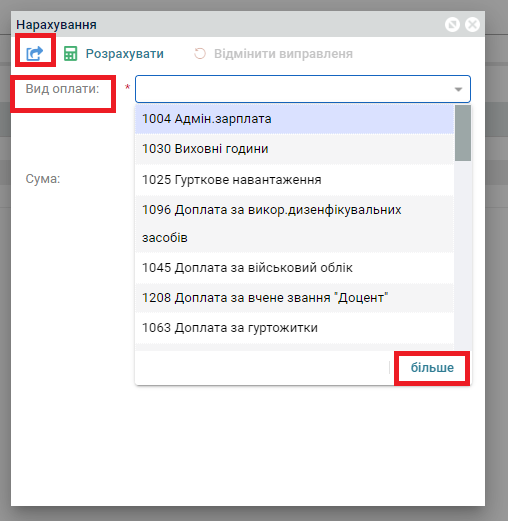 Нарахування
Розрахувати Відмінити виправленя
Вид оплати: *
1004 Адмін.зарплата
1030 Виховні години
1025 Гурткове навантаження
1096 Доплата за викор.дизенфікувальних
засобів
1045 Доплата за військовий облік
1208 Доплата за вчене звання "Доцент"
1063 Доплата за гуртожитки
Сума:
більше